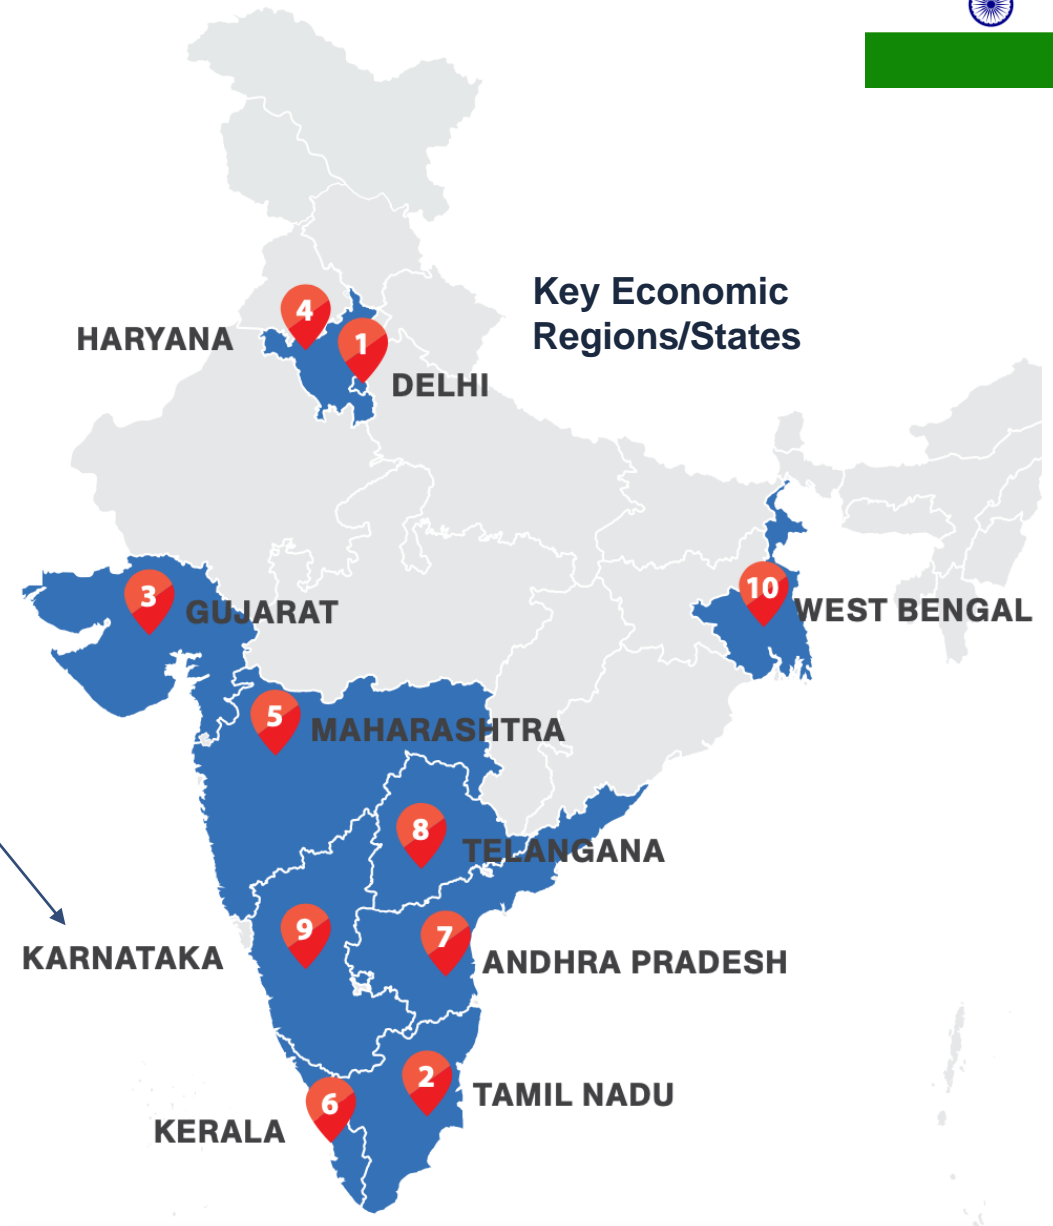 Key Economic
Regions/States
4
HARYANA
1
DELHI
3
GUJARAT
10
WEST BENGAL
5
MAHARASHTRA
8
TELANGANA
9
KARNATAKA
7
ANDHRA PRADESH
2
TAMIL NADU
6
KERALA